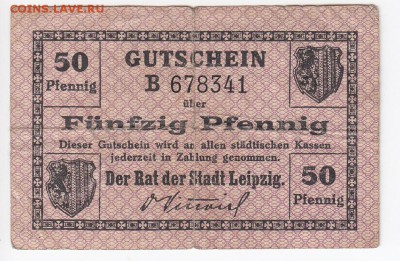 COINS.LAVE.RU
50
Pfennig
GUTSCHEIN
B 678341
über
Fünfzig Pfennig
Dieser Gutschein wird an allen städtischen Kassen
jederzeit in Zahlung genommen.
Der Rat der Stadt Leipzig.
50
Pfennig